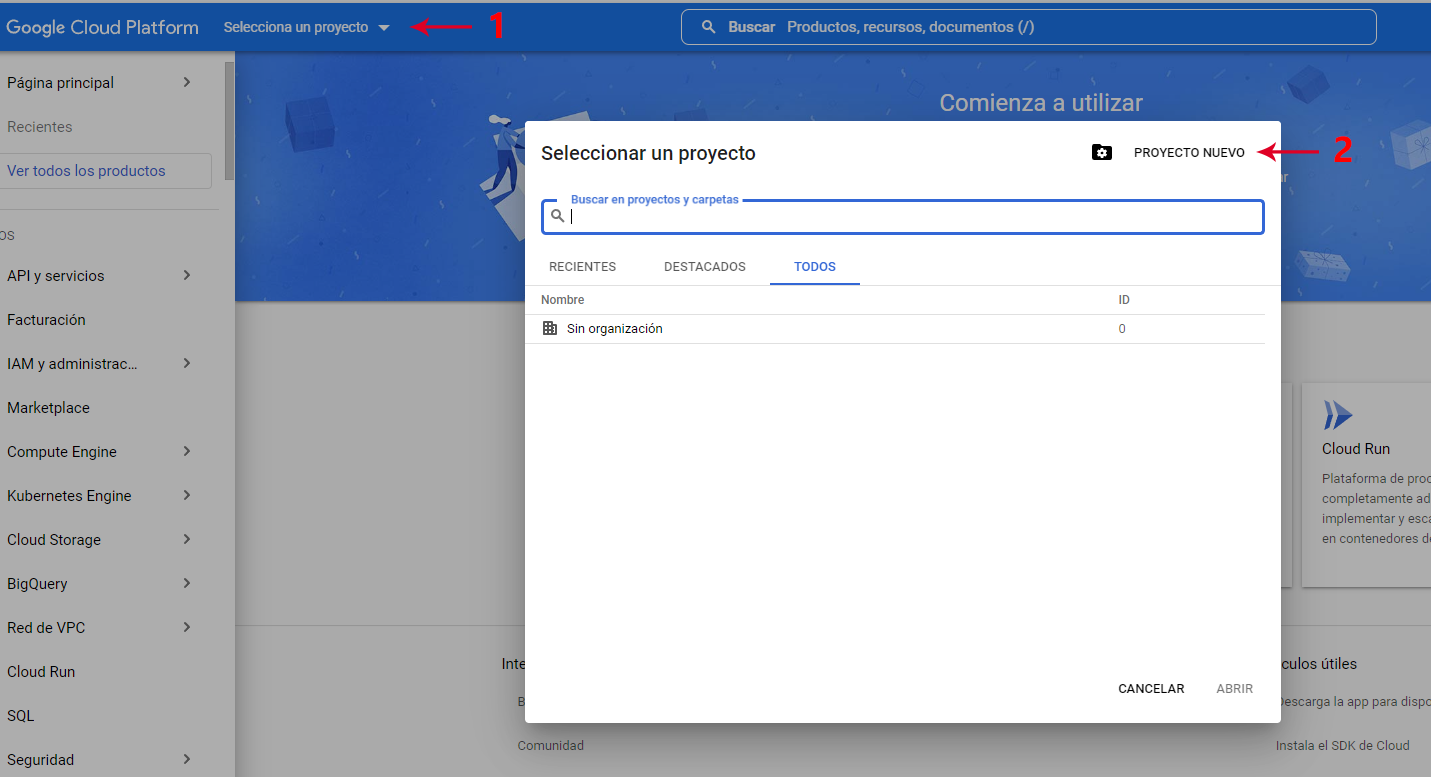 Google Cloud Platform Selecciona un proyecto 1 Buscar Productos, recursos, documentos (/)
Página principal
Recientes
Ver todos los productos
OS
API y servicios
Facturación
IAM y administrac...
Marketplace
Compute Engine
Kubernetes Engine
Cloud Storage
BigQuery
Red de VPC
Cloud Run
SQL
Seguridad
Comienza a utilizar
Seleccionar un proyecto
PROYECTO NUEVO 2
Buscar en proyectos y carpetas
RECIENTES DESTACADOS TODOS
Nombre ID
Sin organización 0
CANCELAR ABRIR
Cloud Run
Plataforma de proc
completamente ad
implementar y esca
en contenedores de
Inte
B
Comunidad
culos útiles
Descarga la app para dispo
Instala el SDK de Cloud